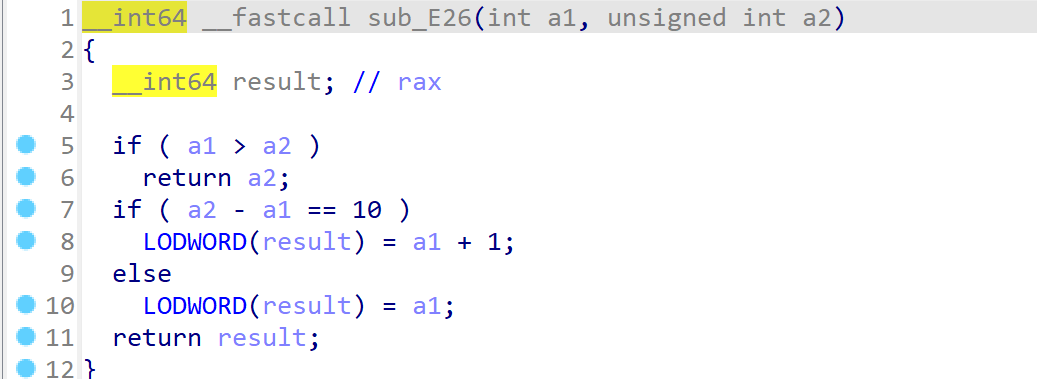 1 __int64 __fastcall sub_E26(int a1, unsigned int a2)
2 {
3   __int64 result; // rax
4
5   if ( a1 > a2 )
6     return a2;
7   if ( a2 - a1 == 10 )
8     LODWORD(result) = a1 + 1;
9   else
10     LODWORD(result) = a1;
11   return result;
12 }